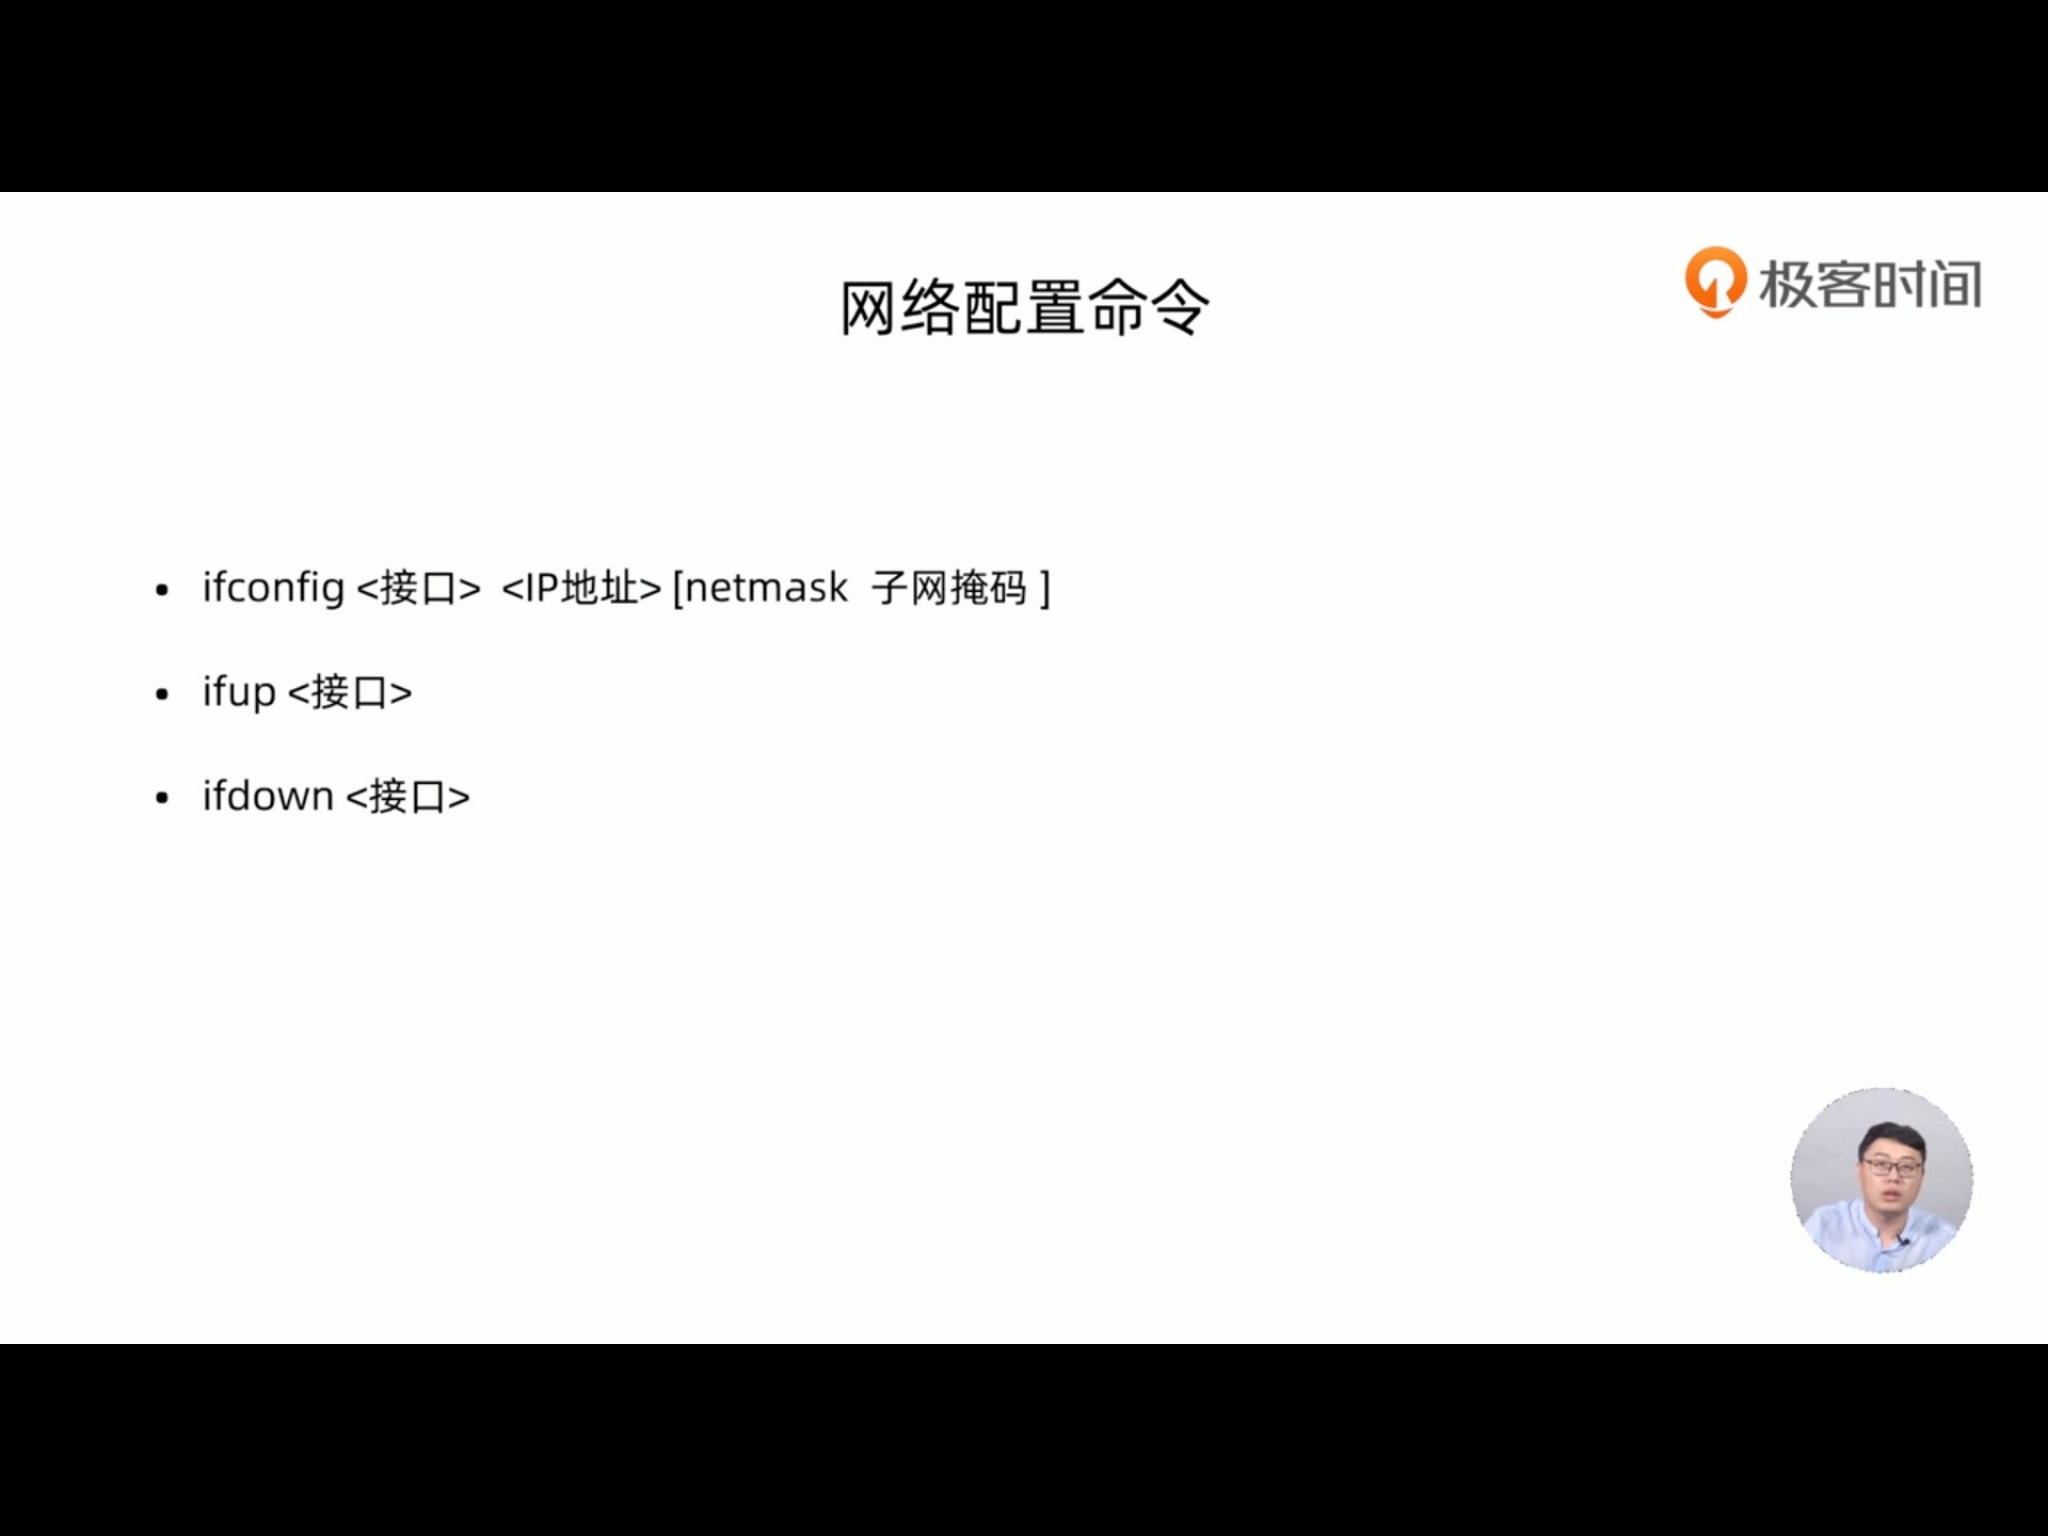 极客时间
网络配置命令
• ifconfig <接口> <IP地址> [netmask 子网掩码 ]
• ifup <接口>
• ifdown <接口>